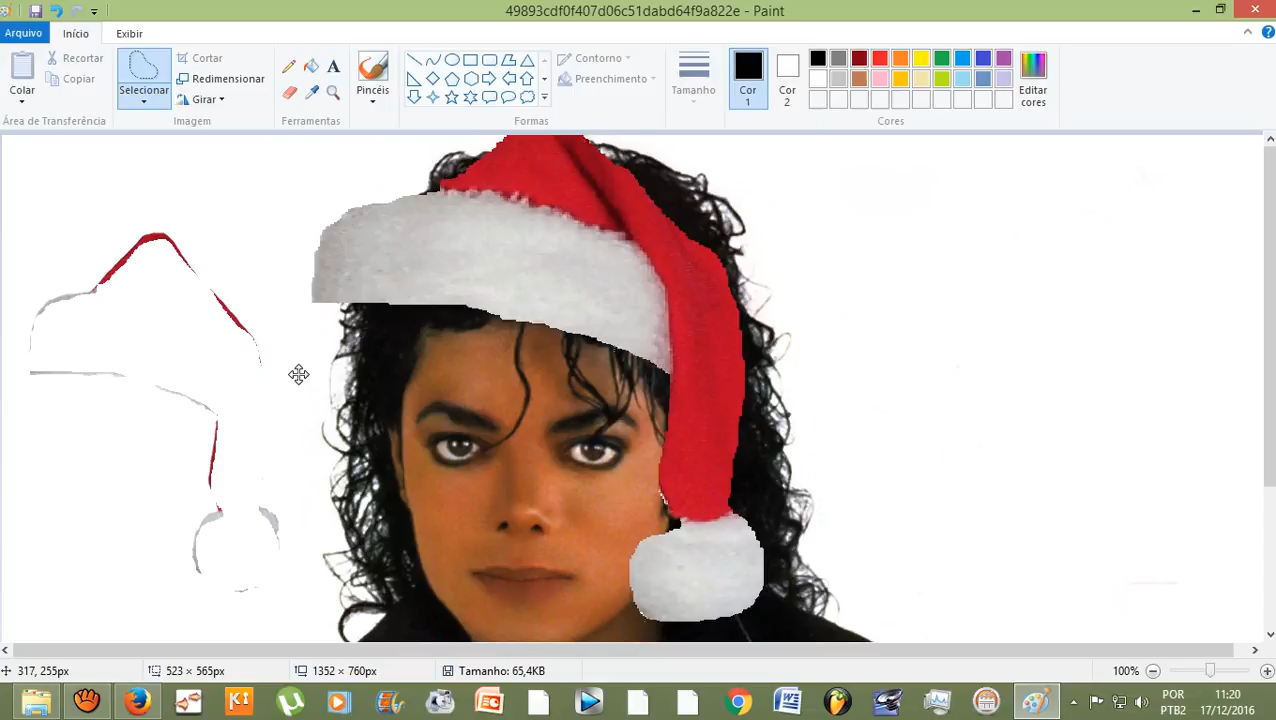 49893cdf0f407d06c51dabd64f9a822e - Paint
Arquivo Início Exibir
Colar
Recortar
Copiar
Área de Transferência
Selecionar
Cortar
Redimensionar
Girar
Imagem
A
Ferramentas
Pincéis
Contorno
Preenchimento
Formas
Tamanho
Cor 1
Cor 2
Editar cores
Cores
317, 255px 523 × 565px 1352 × 760px Tamanho: 65,4KB 100%
K!
W
POR 11:20
PTB2 17/12/2016